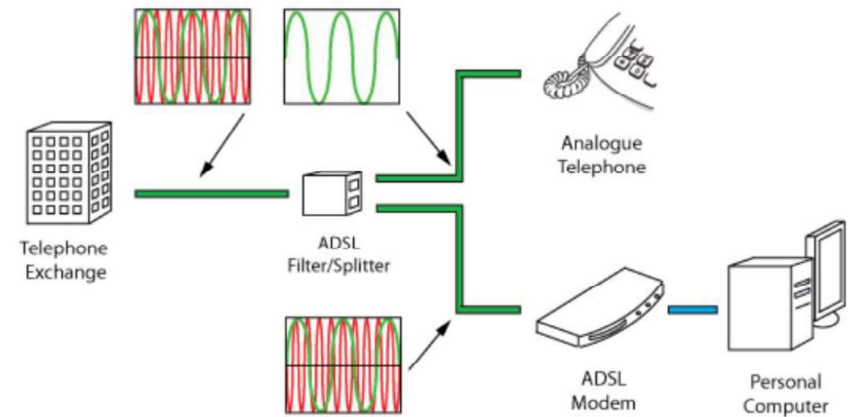 Analogue
Telephone
Telephone
Exchange
ADSL
Filter/Splitter
ADSL
Modem
Personal
Computer